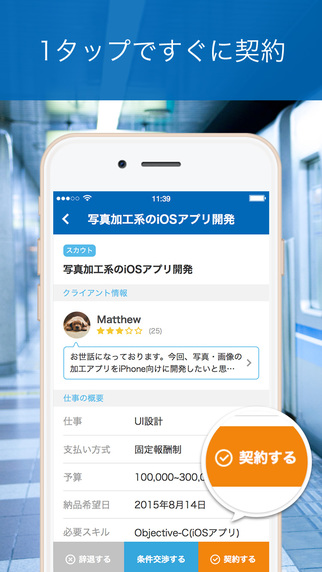 1タップですぐに契約
11:39
写真加工系のiOSアプリ開発
スカウト
写真加工系のiOSアプリ開発
クライアント情報
Matthew
(25)
お世話になっております。今回、写真・画像の
加工アプリをiPhone向けに開発したいと思…
仕事の概要
仕事 UI設計
支払い方式 固定報酬制
予算 100,000~300,0
納品希望日 2015年8月14日
必要スキル Objective-C(iOSアプリ)
契約する
辞退する 条件交渉する 契約する